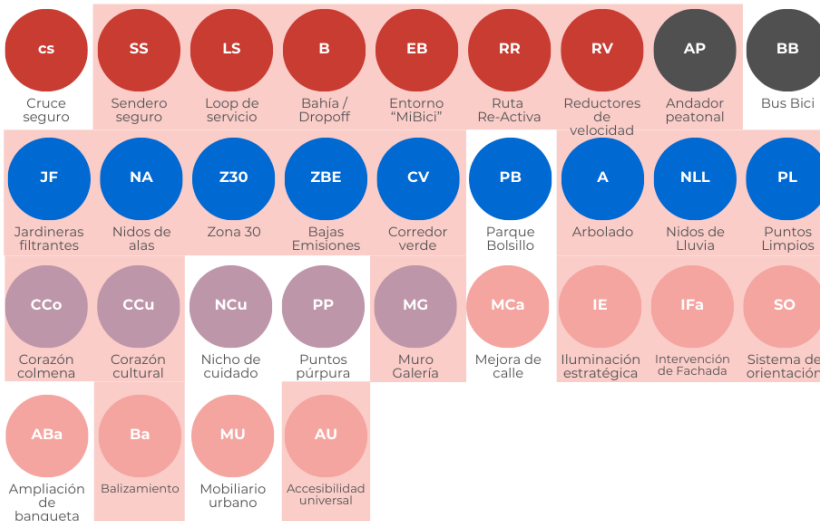 cs
SS
LS
B
EB
RR
RV
AP
BB
Cruce
seguro
Sendero
seguro
Loop de
servicio
Bahía /
Dropoff
Entorno
“MiBici”
Ruta
Re-Activa
Reductores
de
velocidad
Andador
peatonal
Bus Bici
JF
NA
Z30
ZBE
CV
PB
A
NLL
PL
Jardineras
filtrantes
Nidos de
alas
Zona 30
Bajas
Emisiones
Corredor
verde
Parque
Bolsillo
Arbolado
Nidos de
Lluvia
Puntos
Limpios
CCo
CCu
NCu
PP
MG
MCa
IE
IFa
SO
Corazón
colmena
Corazón
cultural
Nicho de
cuidado
Puntos
púrpura
Muro
Galería
Mejora de
calle
Iluminación
estratégica
Intervención
de Fachada
Sistema de
orientación
ABa
Ba
MU
AU
Ampliación
de
banqueta
Balizamiento
Mobiliario
urbano
Accesibilidad
universal